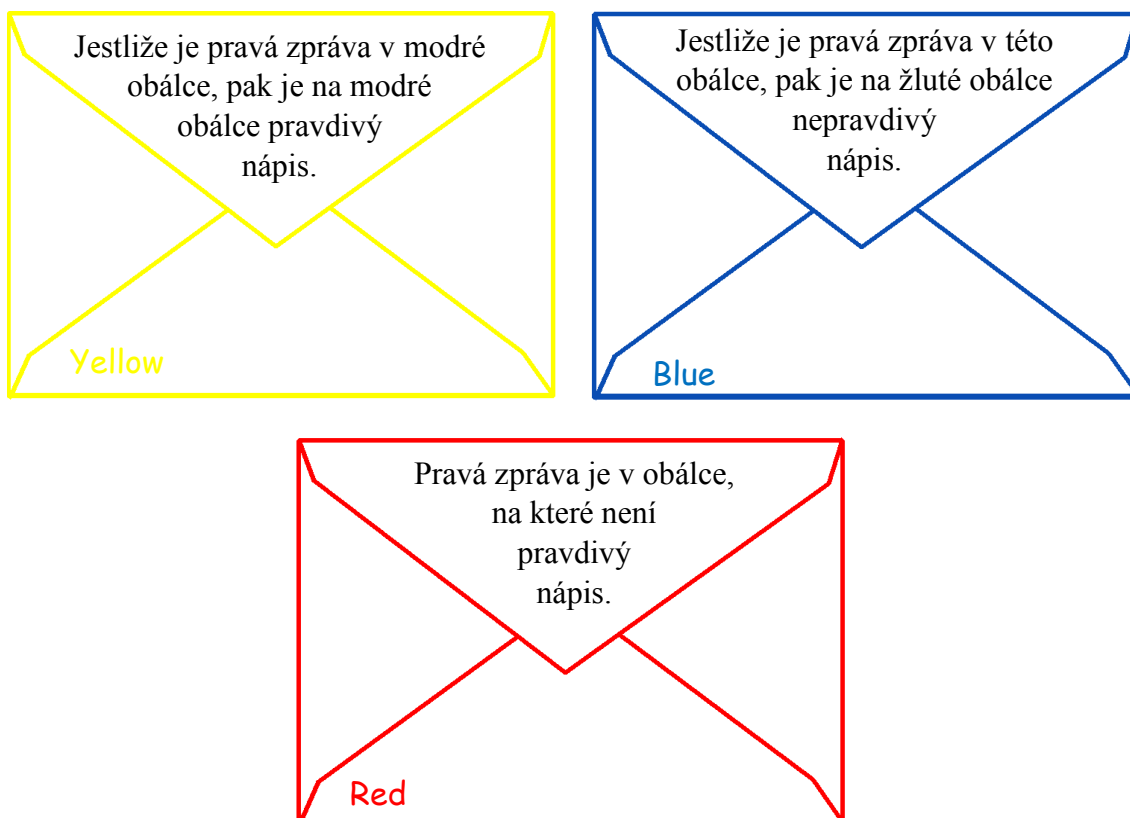 Jestliže je pravá zpráva v modré
obálce, pak je na modré
obálce pravdivý
nápis.
Yellow
Jestliže je pravá zpráva v této
obálce, pak je na žluté obálce
nepravdivý
nápis.
Blue
Pravá zpráva je v obálce,
na které není
pravdivý
nápis.
Red